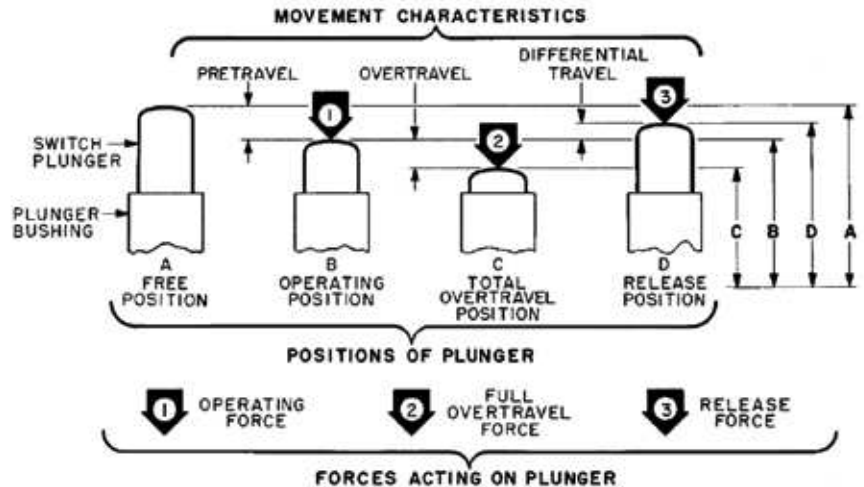 MOVEMENT CHARACTERISTICS
PRETRAVEL
OVERTRAVEL
DIFFERENTIAL
TRAVEL
1
2
3
SWITCH
PLUNGER
PLUNGER
BUSHING
C
B
D
A
A
FREE
POSITION
B
OPERATING
POSITION
C
TOTAL
OVERTRAVEL
POSITION
D
RELEASE
POSITION
POSITIONS OF PLUNGER
1
OPERATING
FORCE
2
FULL
OVERTRAVEL
FORCE
3
RELEASE
FORCE
FORCES ACTING ON PLUNGER